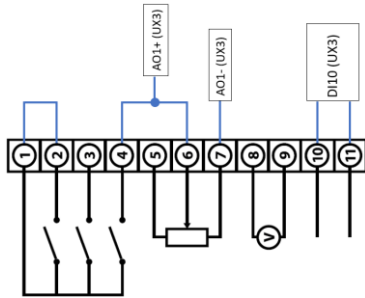 AO1+ (UX3)
AO1- (UX3)
DI10 (UX3)
1 2 3 4 5 6 7 8 9 10 11
V